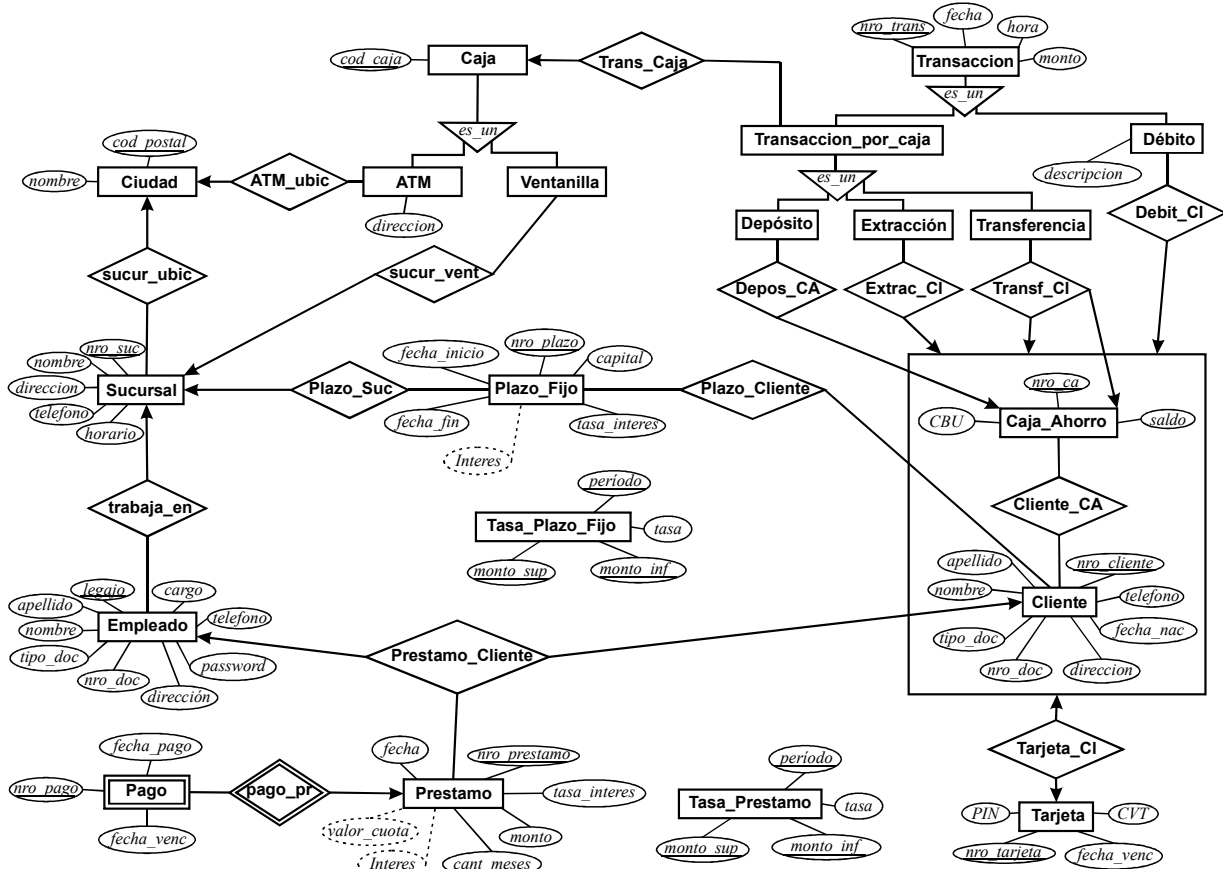 nro_trans
fecha
hora
monto
Transaccion
es_un
cod_caja
Caja
Trans_Caja
es_un
Transaccion_por_caja
Débito
descripcion
es_un
cod_postal
nombre
Ciudad
ATM_ubic
ATM
Ventanilla
direccion
Depósito
Extracción
Transferencia
Debit_Cl
sucur_ubic
sucur_vent
Depos_CA
Extrac_Cl
Transf_Cl
nro_suc
nombre
direccion
Sucursal
telefono
horario
Plazo_Suc
fecha_inicio
nro_plazo
capital
Plazo_Fijo
fecha_fin
tasa_interes
Interes
Plazo_Cliente
nro_ca
CBU
Caja_Ahorro
saldo
trabaja_en
período
Tasa_Plazo_Fijo
tasa
monto_sup
monto_inf
Cliente_CA
legajo
cargo
apellido
telefono
nombre
Empleado
tipo_doc
password
nro_doc
dirección
Prestamo_Cliente
apellido
nro_cliente
nombre
Cliente
telefono
fecha_nac
tipo_doc
nro_doc
direccion
fecha_pago
nro_pago
Pago
fecha_venc
pago_pr
fecha
nro_prestamo
Prestamo
tasa_interes
valor_cuota
monto
Interes
cant_meses
período
Tasa_Prestamo
tasa
monto_sup
monto_inf
Tarjeta_Cl
PIN
Tarjeta
CVT
nro_tarjeta
fecha_venc